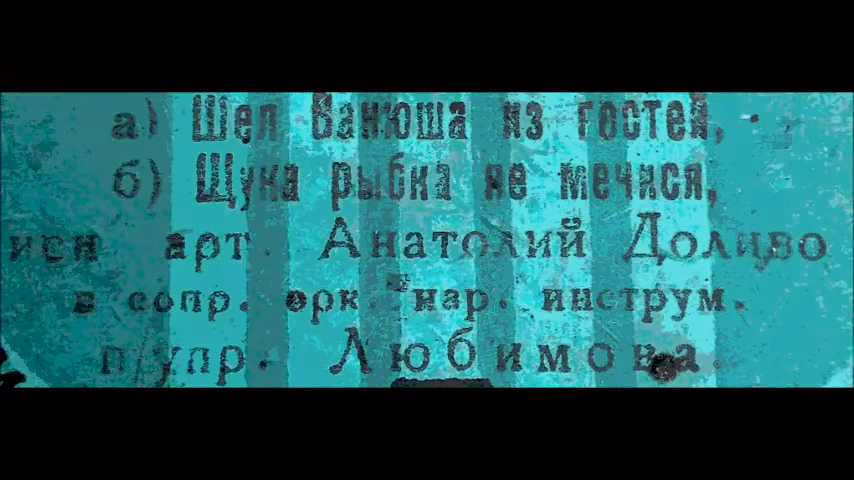 а) Шел Ванюша из гостей,
б) Щука рыбка не мечися,
исп арт. Анатолий Доливо
в сопр. орк. нар. инструм.
п/упр. Любимова.